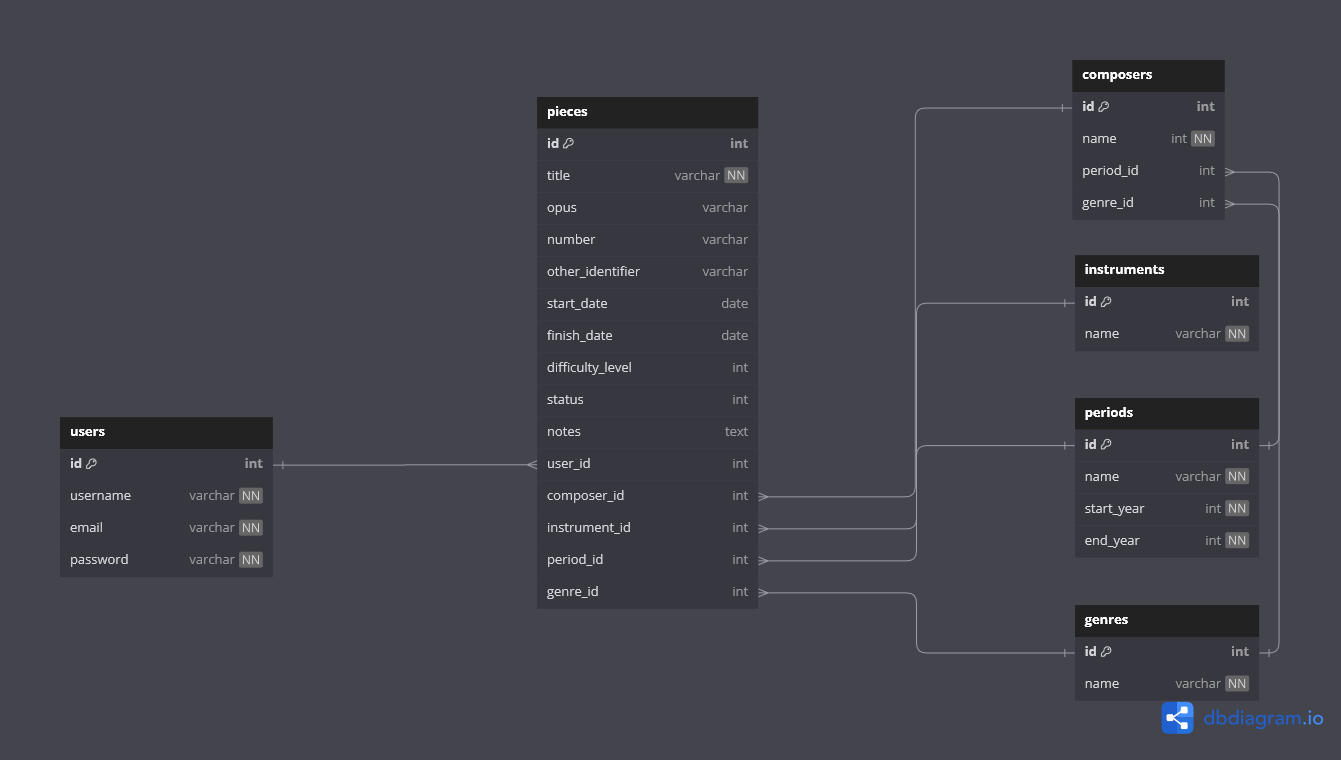 users
id int
username varchar NN
email varchar NN
password varchar NN
pieces
id int
title varchar NN
opus varchar
number varchar
other_identifier varchar
start_date date
finish_date date
difficulty_level int
status int
notes text
user_id int
composer_id int
instrument_id int
period_id int
genre_id int
composers
id int
name int NN
period_id int
genre_id int
instruments
id int
name varchar NN
periods
id int
name varchar NN
start_year int NN
end_year int NN
genres
id int
name varchar NN
dbdiagram.io